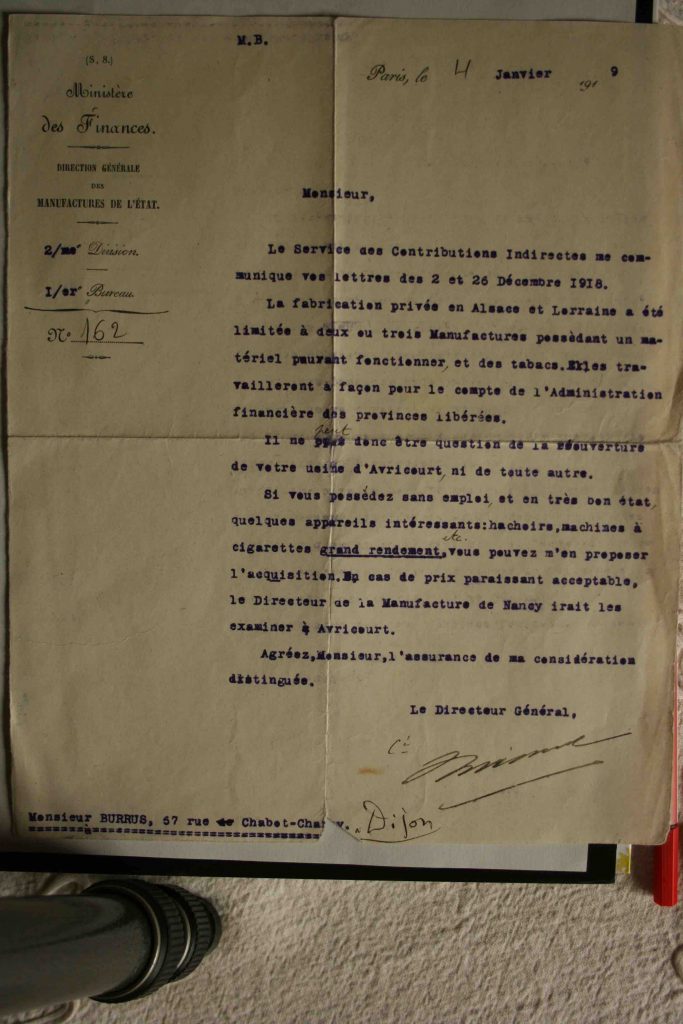 M.B.
(S. 8.)
Ministère
des Finances.
DIRECTION GÉNÉRALE
DES
MANUFACTURES DE L'ÉTAT.
2/me Division.
1/er Bureau.
No 162
Paris, le 4 Janvier 1919
Monsieur,
Le Service des Contributions Indirectes me com-
munique vos lettres des 2 et 26 Décembre 1918.
La fabrication privée en Alsace et Lorraine a été
limitée à deux ou trois Manufactures possèdant un ma-
tériel pouvant fonctionner, et des tabacs. Elles tra-
vailleront à façon pour le compte de l'Administration
financière des provinces libérées.
Il ne peut donc être question de la réouverture
de votre usine d'Avricourt, ni de toute autre.
Si vous possédez sans emploi, et en très bon état,
quelques appareils intéressants: hachoirs, machines à
cigarettes grand rendement, etc. vous pouvez m'en proposer
l'acquisition. En cas de prix paraissant acceptable,
le Directeur de la Manufacture de Nancy irait les
examiner à Avricourt.
Agréez, Monsieur, l'assurance de ma considération
distinguée.
Le Directeur Général,
Monsieur BURRUS, 67 rue Chabot-Cha y. à Dijon